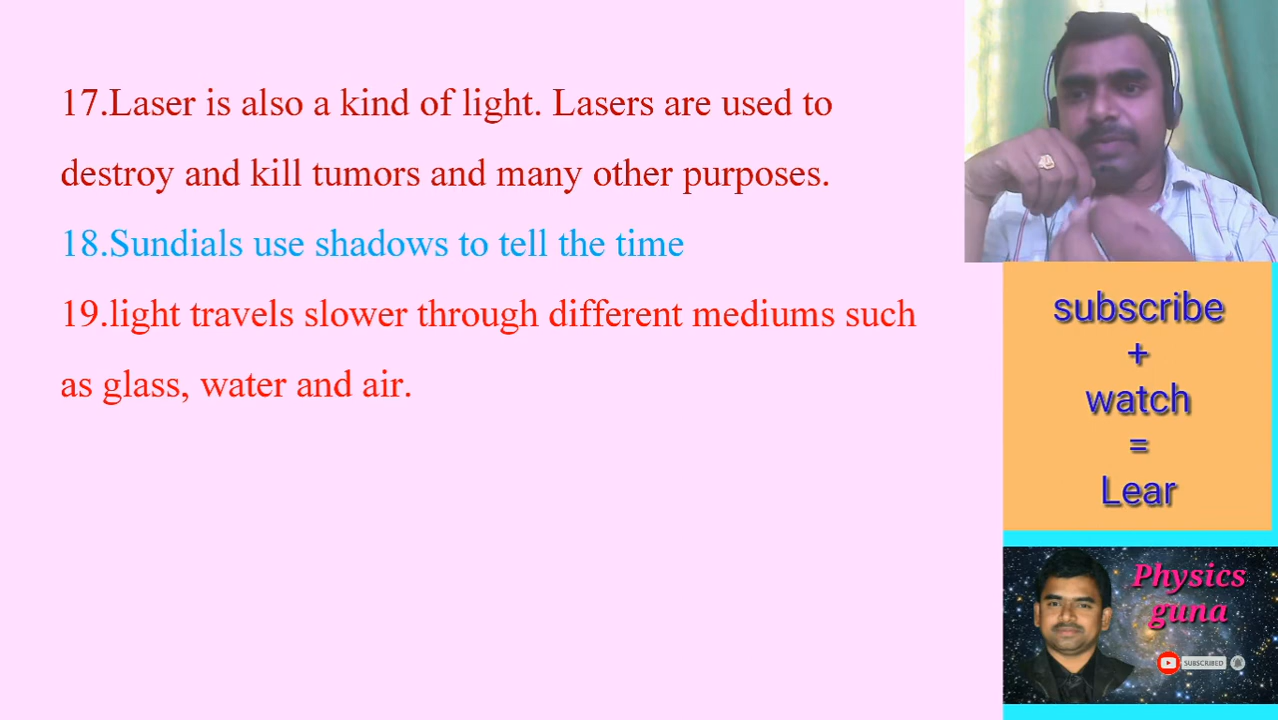 17.Laser is also a kind of light. Lasers are used to
destroy and kill tumors and many other purposes.
18.Sundials use shadows to tell the time
19.light travels slower through different mediums such
as glass, water and air.
subscribe
+
watch
=
Lear
Physics
guna
SUBSCRIBED